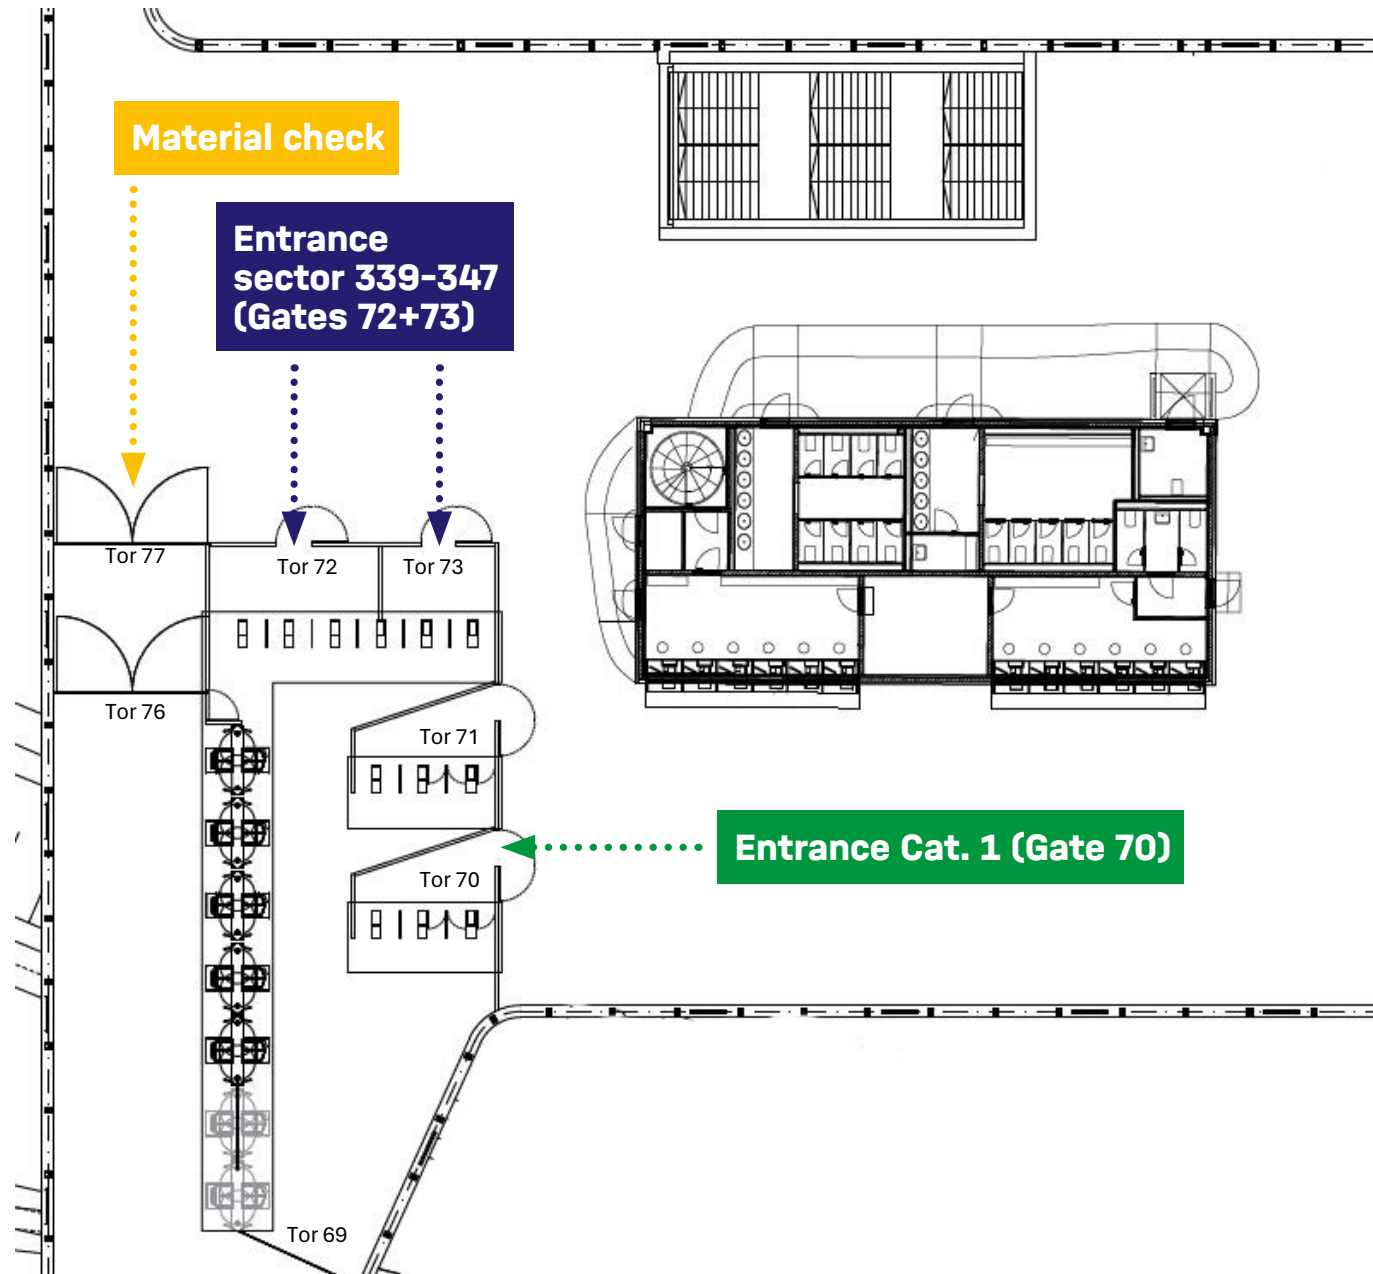 Material check
Entrance
sector 339-347
(Gates 72+73)
Tor 77
Tor 72
Tor 73
Tor 76
Tor 71
Entrance Cat. 1 (Gate 70)
Tor 70
Tor 69